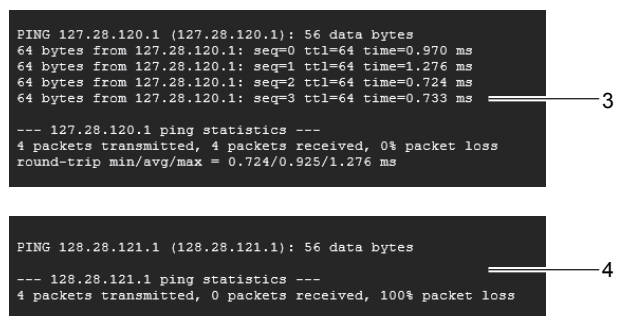 PING 127.28.120.1 (127.28.120.1): 56 data bytes
64 bytes from 127.28.120.1: seq=0 ttl=64 time=0.970 ms
64 bytes from 127.28.120.1: seq=1 ttl=64 time=1.276 ms
64 bytes from 127.28.120.1: seq=2 ttl=64 time=0.724 ms
64 bytes from 127.28.120.1: seq=3 ttl=64 time=0.733 ms
3
--- 127.28.120.1 ping statistics ---
4 packets transmitted, 4 packets received, 0% packet loss
round-trip min/avg/max = 0.724/0.925/1.276 ms
PING 128.28.121.1 (128.28.121.1): 56 data bytes
4
--- 128.28.121.1 ping statistics ---
4 packets transmitted, 0 packets received, 100% packet loss